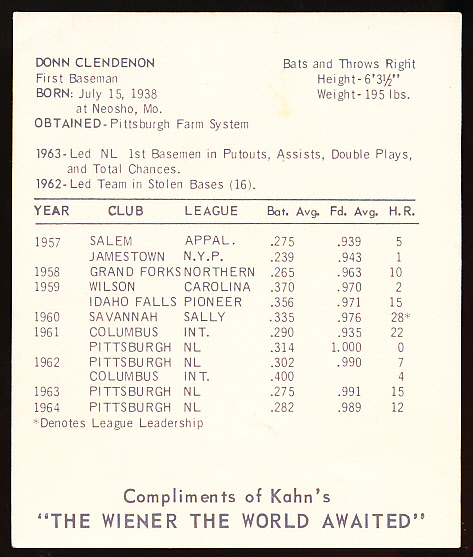 DONN CLENDENON Bats and Throws Right
First Baseman Height-6'3½"
BORN: July 15, 1938 Weight-195 lbs.
at Neosho, Mo.
OBTAINED-Pittsburgh Farm System
1963-Led NL 1st Basemen in Putouts, Assists, Double Plays,
and Total Chances.
1962-Led Team in Stolen Bases (16).
YEAR CLUB LEAGUE Bat. Avg. Fd. Avg. H.R.
1957 SALEM APPAL. .275 .939 5
JAMESTOWN N.Y.P. .239 .943 1
1958 GRAND FORKS NORTHERN .265 .963 10
1959 WILSON CAROLINA .370 .970 2
IDAHO FALLS PIONEER .356 .971 15
1960 SAVANNAH SALLY .335 .976 28*
1961 COLUMBUS INT. .290 .935 22
PITTSBURGH NL .314 1.000 0
1962 PITTSBURGH NL .302 .990 7
COLUMBUS INT. .400 4
1963 PITTSBURGH NL .275 .991 15
1964 PITTSBURGH NL .282 .989 12
*Denotes League Leadership
Compliments of Kahn's
"THE WIENER THE WORLD AWAITED"